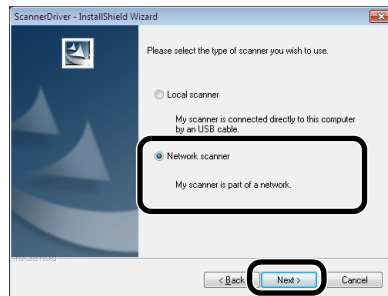 ScannerDriver - InstallShield Wizard
Please select the type of scanner you wish to use.
Local scanner
My scanner is connected directly to this computer
by an USB cable.
Network scanner
My scanner is part of a network.
InstallShield
< Back
Next >
Cancel